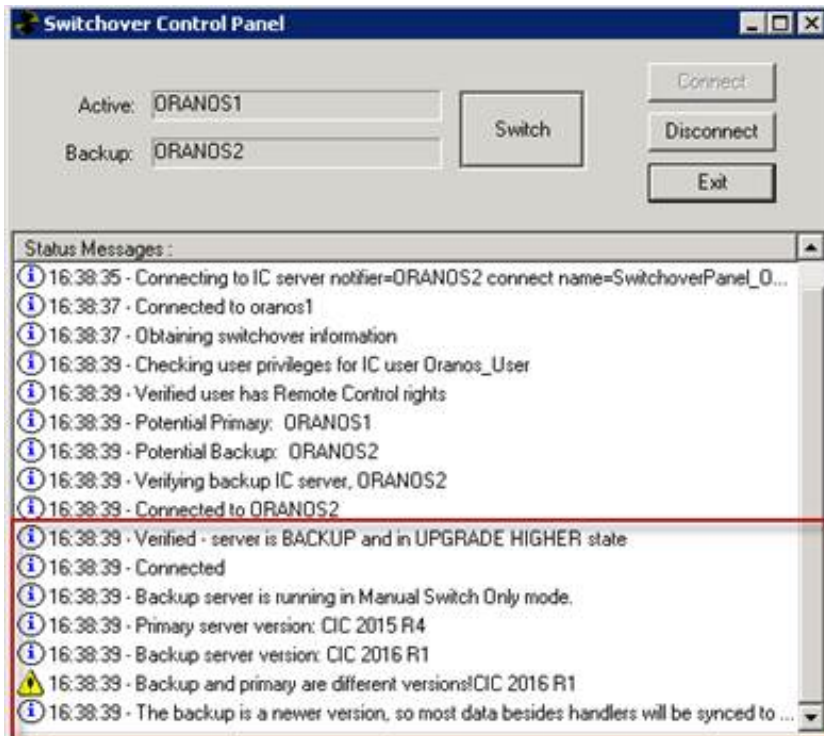 Switchover Control Panel
Active: ORANOS1
Backup: ORANOS2
Switch
Connect
Disconnect
Exit
Status Messages :
16:38:35 - Connecting to IC server notifier=ORANOS2 connect name=SwitchoverPanel_O...
16:38:37 - Connected to oranos1
16:38:37 - Obtaining switchover information
16:38:39 - Checking user privileges for IC user Oranos_User
16:38:39 - Verified user has Remote Control rights
16:38:39 - Potential Primary: ORANOS1
16:38:39 - Potential Backup: ORANOS2
16:38:39 - Verifying backup IC server, ORANOS2
16:38:39 - Connected to ORANOS2
16:38:39 - Verified - server is BACKUP and in UPGRADE HIGHER state
16:38:39 - Connected
16:38:39 - Backup server is running in Manual Switch Only mode.
16:38:39 - Primary server version: CIC 2015 R4
16:38:39 - Backup server version: CIC 2016 R1
16:38:39 - Backup and primary are different versions!CIC 2016 R1
16:38:39 - The backup is a newer version, so most data besides handlers will be synced to ...